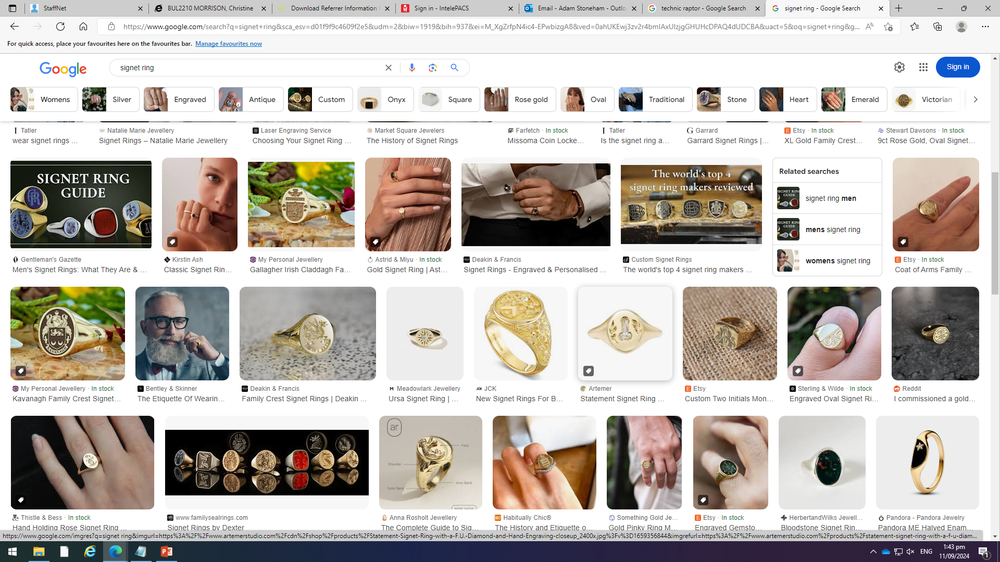 StaffNet
BUL2210 MORRISON, Christine
Download Referrer Information F
Sign in - IntelePACS
Email - Adam Stoneham - Outlo
technic raptor - Google Search
signet ring - Google Search
https://www.google.com/search?q=signet+ring&sca_esv=d01f9f9c4609f2e5&udm=2&biw=1919&bih=937&ei=M_XgZrfpN4ic4-EPwbizgA8&ved=0ahUKEwj3zv2r4bmIAxUIzjgGHUHcDPAQ4dUDCBA&uact=5&oq=signet+ring&g...
For quick access, place your favourites here on the favourites bar. Manage favourites now
Google
signet ring
Sign in
Womens
Silver
Engraved
Antique
Custom
Onyx
Square
Rose gold
Oval
Traditional
Stone
Heart
Emerald
Victorian
Tatler
Natalie Marie Jewellery
Laser Engraving Service
Market Square Jewelers
Farfetch · In stock
Tatler
Garrard
Etsy · In stock
Stewart Dawsons · In stock
wear signet rings ...
Signet Rings – Natalie Marie Jewellery
Choosing Your Signet Ring ...
The History of Signet Rings
Missoma Coin Locke...
Is the signet ring a...
Garrard Signet Rings |...
XL Gold Family Crest...
9ct Rose Gold, Oval Signet...
SIGNET RING
GUIDE
The world's top 4
signet ring makers reviewed
Related searches
signet ring men
mens signet ring
womens signet ring
Gentleman's Gazette
Kirstin Ash
My Personal Jewellery
Astrid & Miyu · In stock
Deakin & Francis
Custom Signet Rings
Etsy · In stock
Men's Signet Rings: What They Are & ...
Classic Signet Rin...
Gallagher Irish Claddagh Fa...
Gold Signet Ring | Ast...
Signet Rings - Engraved & Personalised ...
The world's top 4 signet ring makers ...
Coat of Arms Family ...
KAVANAGH
My Personal Jewellery · In stock
Bentley & Skinner
Deakin & Francis
Meadowlark Jewellery
JCK
Artemer
Etsy
Sterling & Wilde · In stock
Reddit
Kavanagh Family Crest Signet...
The Etiquette Of Wearin...
Family Crest Signet Rings | Deakin ...
Ursa Signet Ring | ...
New Signet Rings For B...
Statement Signet Ring ...
Custom Two Initials Mon...
Engraved Oval Signet Ri...
I commissioned a gold...
ar
Face
Shoulder
Inner Band
Outer Band
Thistle & Bess · In stock
www.familysealrings.com
Anna Rosholt Jewellery
Habitually Chic®
Something Gold Je...
Etsy · In stock
HerbertandWilks Jewell...
Pandora - Pandora Jewelry
Hand Holding Rose Signet Ring ...
Signet Rings by Dexter
The Complete Guide to Sig...
The History and Etiquette o...
Gold Pinky Ring M...
Engraved Gemsto...
Bloodstone Signet Rin...
Pandora ME Halved Enam...
https://www.google.com/imgres?q=signet ring&imgurl=https%3A%2F%2Fwww.artemerstudio.com%2Fcdn%2Fshop%2Fproducts%2FStatement-Signet-Ring-with-a-F.U.-Diamond-and-Hand-Engraving-closeup_2400x.jpg%3Fv%3D1659356844&imgrefurl=https%3A%2F%2Fwww.artemerstudio.com%2Fproducts%2Fstatement-signet-ring-with-a-f-u-diam...
ENG
1:43 pm
11/09/2024
1